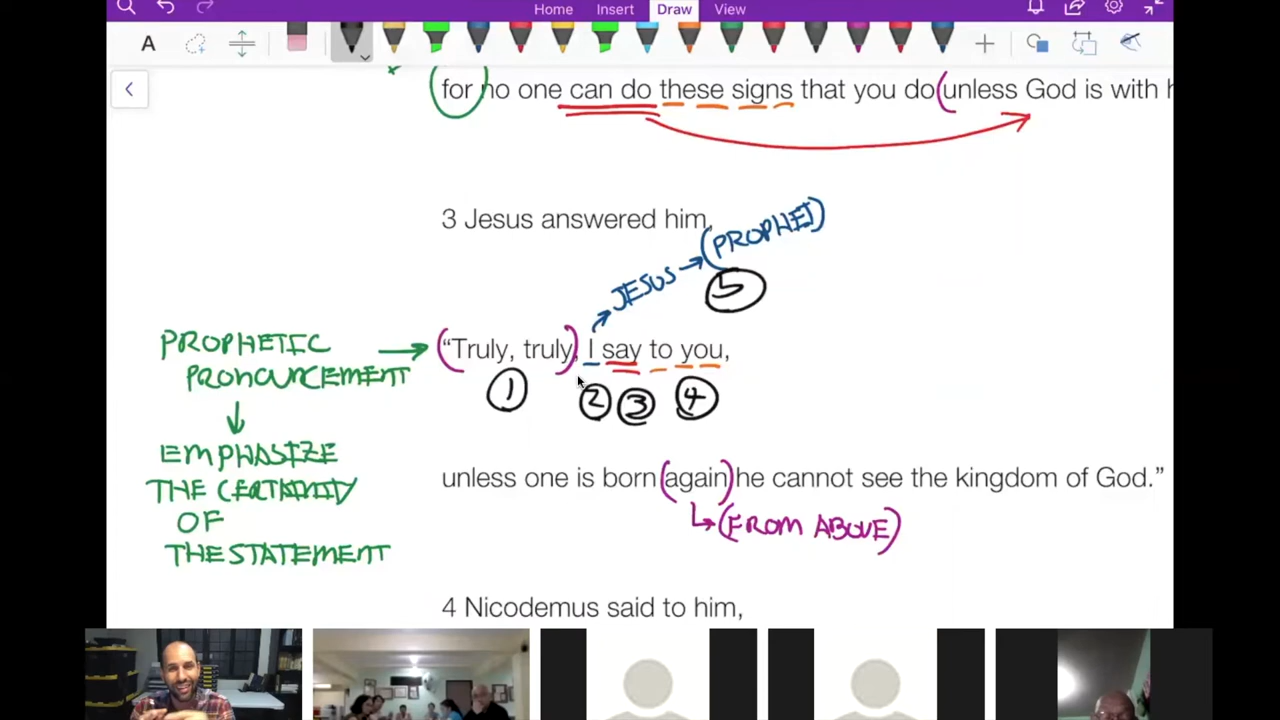 Home Insert Draw View
A
for no one can do these signs that you do (unless God is with h
3 Jesus answered him,
JESUS → (PROPHET)
5
PROPHETIC → ("Truly, truly), I say to you,
PRONOUNCEMENT
1 2 3 4
↓
EMPHASIZE
THE CERTAINTY
OF
THE STATEMENT
unless one is born (again) he cannot see the kingdom of God."
(FROM ABOVE)
4 Nicodemus said to him,